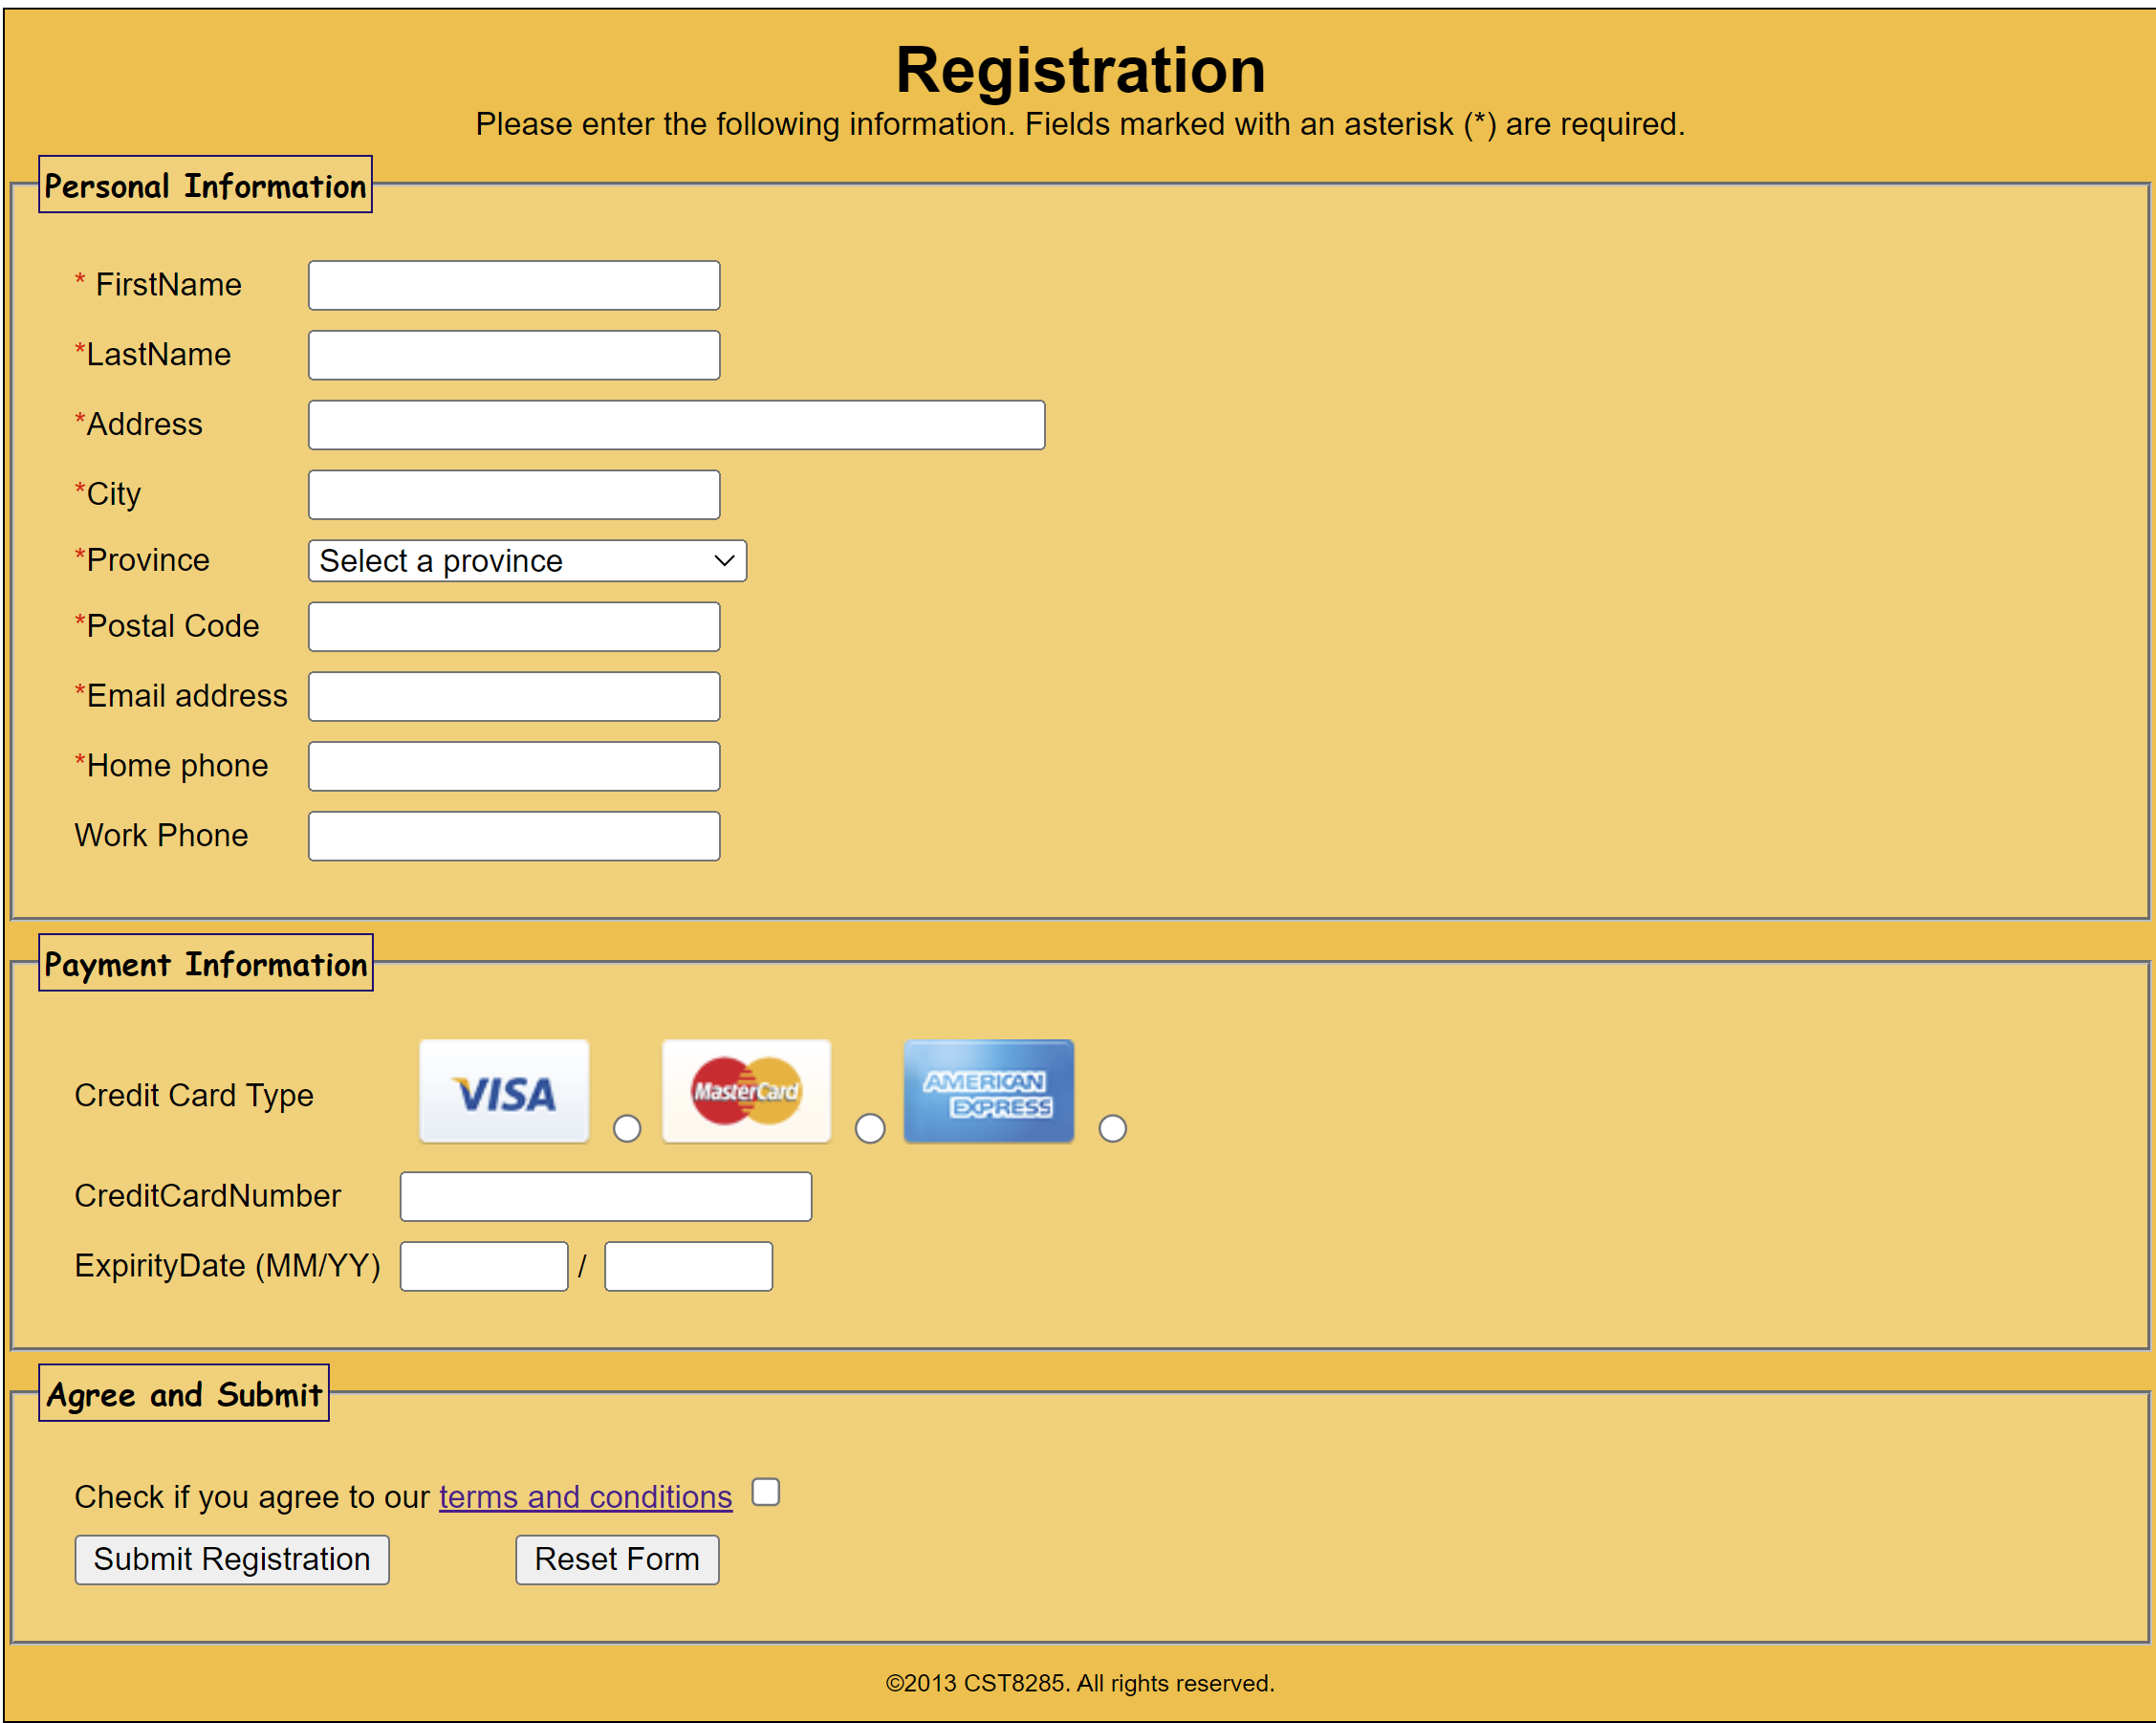 Registration
Please enter the following information. Fields marked with an asterisk (*) are required.
Personal Information
* FirstName
*LastName
*Address
*City
*Province Select a province
*Postal Code
*Email address
*Home phone
Work Phone
Payment Information
Credit Card Type VISA MasterCard AMERICAN EXPRESS
CreditCardNumber
ExpirityDate (MM/YY) /
Agree and Submit
Check if you agree to our terms and conditions
Submit Registration Reset Form
©2013 CST8285. All rights reserved.